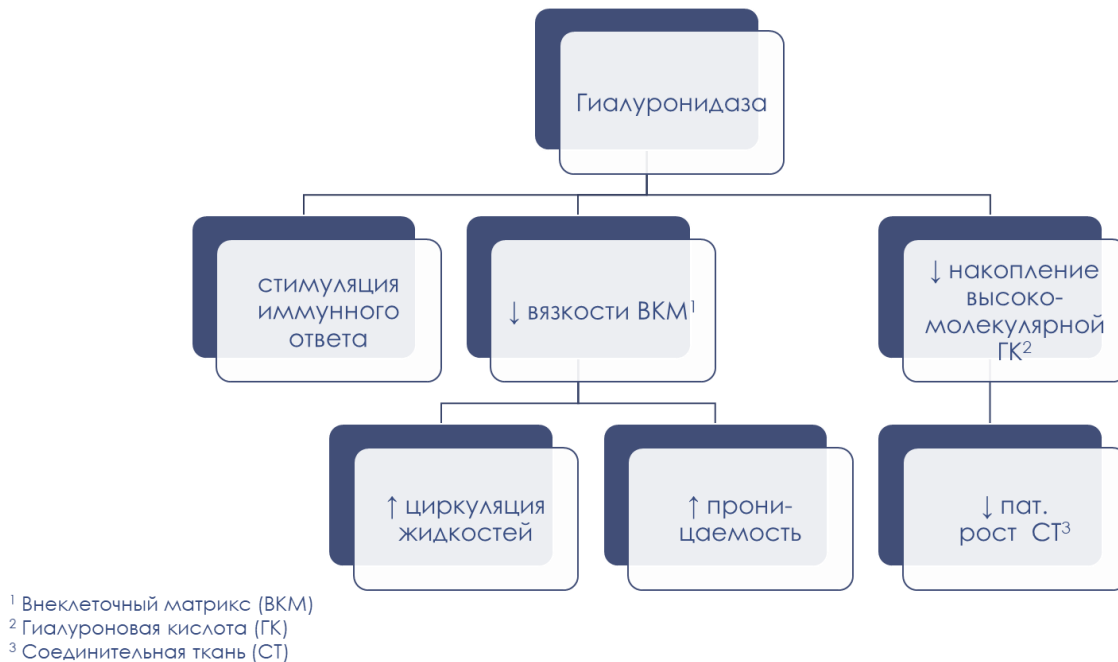 Гиалуронидаза
стимуляция
иммунного
ответа
↓ вязкости ВКМ¹
↓ накопление
высоко-
молекулярной
ГК²
↑ циркуляция
жидкостей
↑ прони-
цаемость
↓ пат.
рост СТ³
¹ Внеклеточный матрикс (ВКМ)
² Гиалуроновая кислота (ГК)
³ Соединительная ткань (СТ)